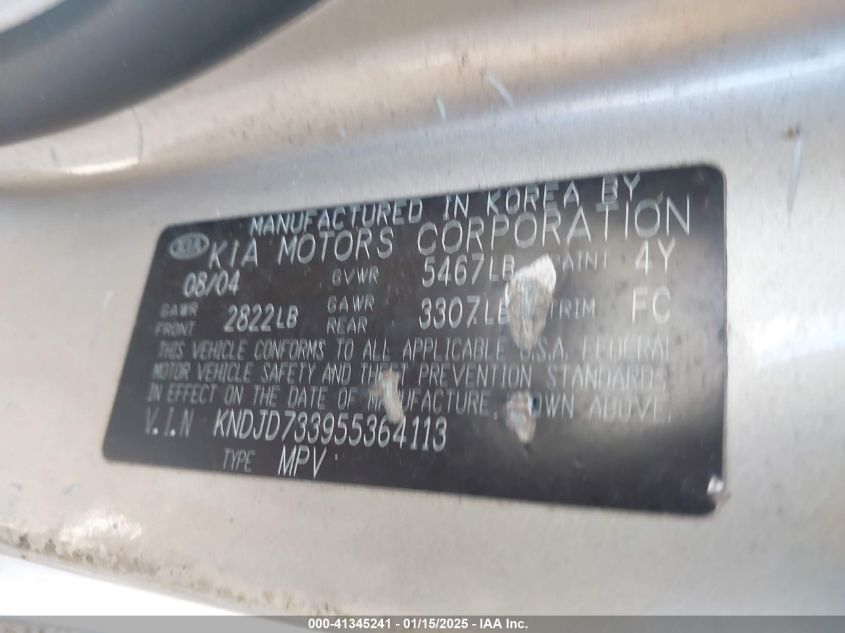 MANUFACTURED IN KOREA BY
KIA KIA MOTORS CORPORATION
08/04 GVWR 5467LB PAINT 4Y
GAWR FRONT 2822LB GAWR REAR 3307LB TRIM FC
THIS VEHICLE CONFORMS TO ALL APPLICABLE U.S.A. FEDERAL
MOTOR VEHICLE SAFETY AND THEFT PREVENTION STANDARDS
IN EFFECT ON THE DATE OF MANUFACTURE OWN ABOVE.
V.I.N KNDJD733955364113
TYPE MPV
000-41345241 - 01/15/2025 - IAA Inc.